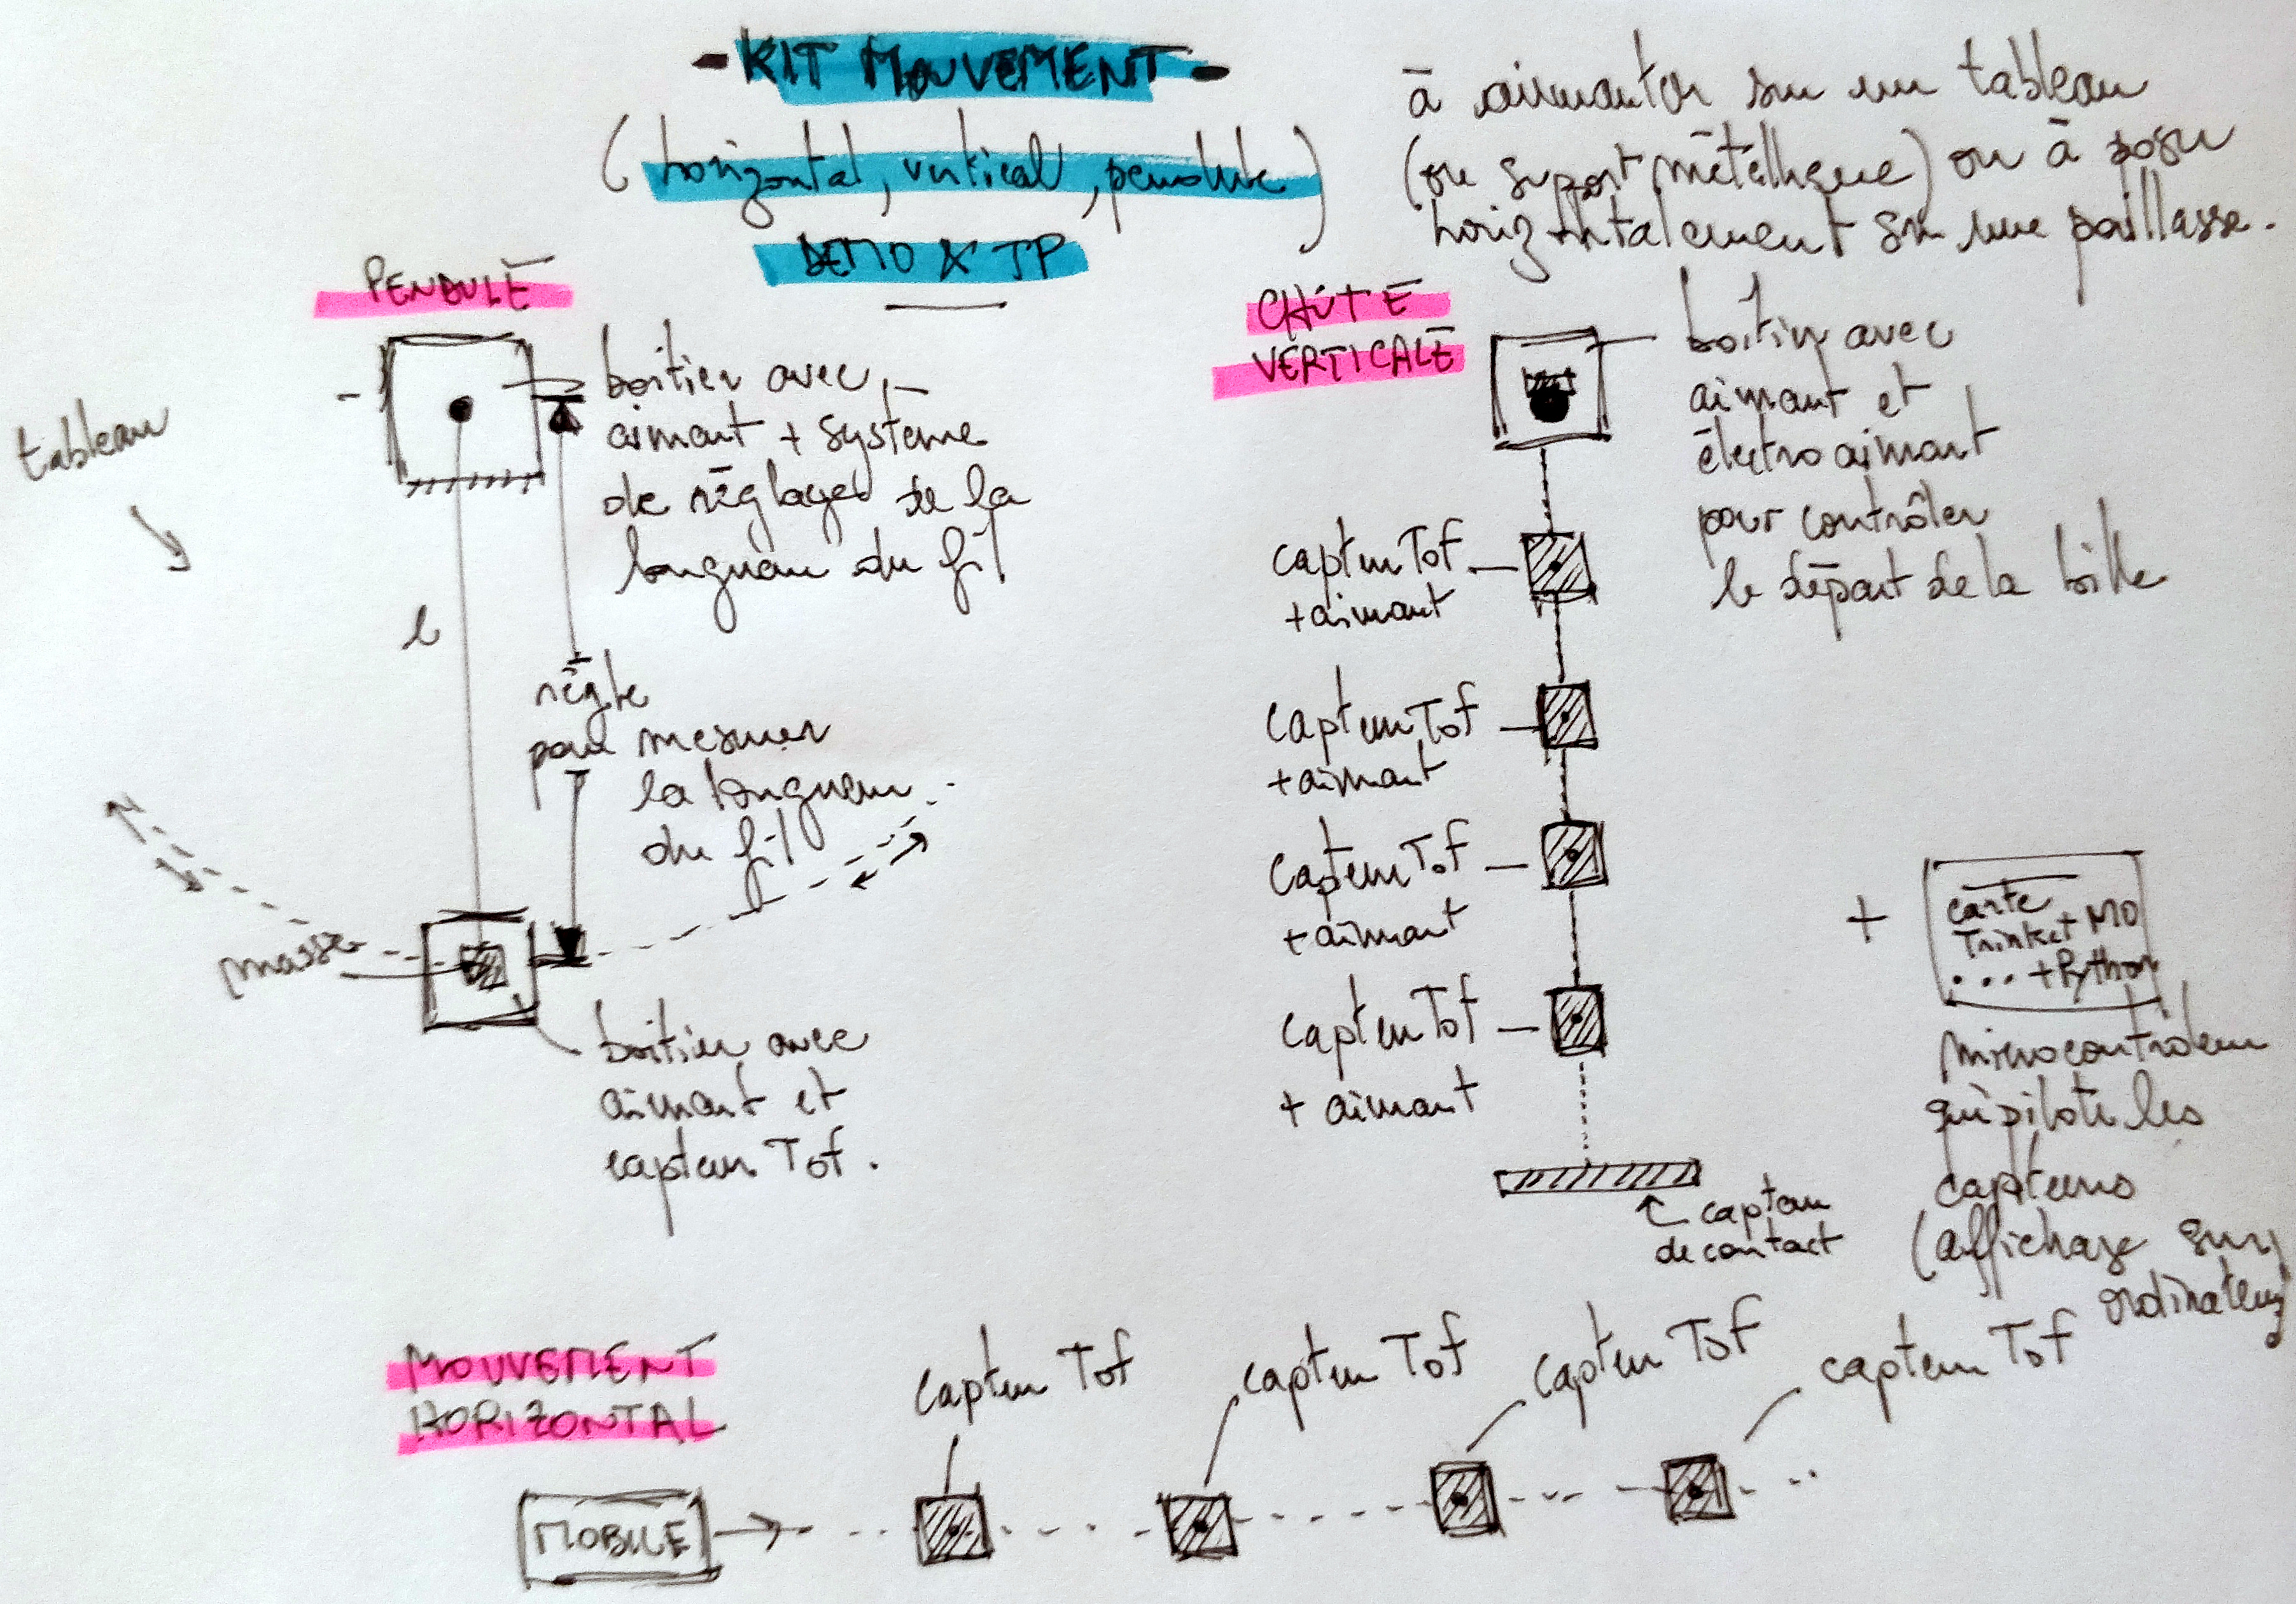 - KIT MOUVEMENT -
(horizontal, vertical, pendule)
DEMO & TP
à aimanter sur un tableau
(ou support métallique) ou à poser
horizontalement sur une paillasse.
PENDULE
tableau
boitier avec
aimant + système
de réglage de la
longueur du fil
l
règle
pour mesurer
la longueur
du fil
masse
boitier avec
aimant et
capteur Tof.
CHUTE
VERTICALE
boitier avec
aimant et
électroaimant
pour contrôler
le départ de la bille
capteur Tof
+ aimant
capteur Tof
+ aimant
capteur Tof
+ aimant
capteur Tof
+ aimant
capteur
de contact
+
carte
Trinket M0
... + Python
microcontrôleur
qui pilote les
capteurs
(affichage sur
ordinateur)
MOUVEMENT
HORIZONTAL
capteur Tof
capteur Tof
capteur Tof
capteur Tof
MOBILE